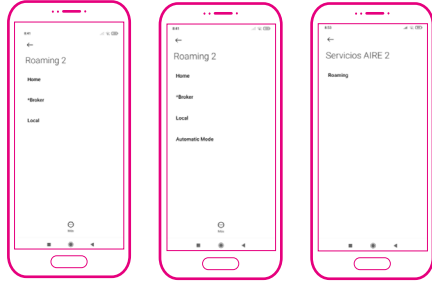 Roaming 2
Home
*Broker
Local
Roaming 2
Home
*Broker
Local
Automatic Mode
Servicios AIRE 2
Roaming